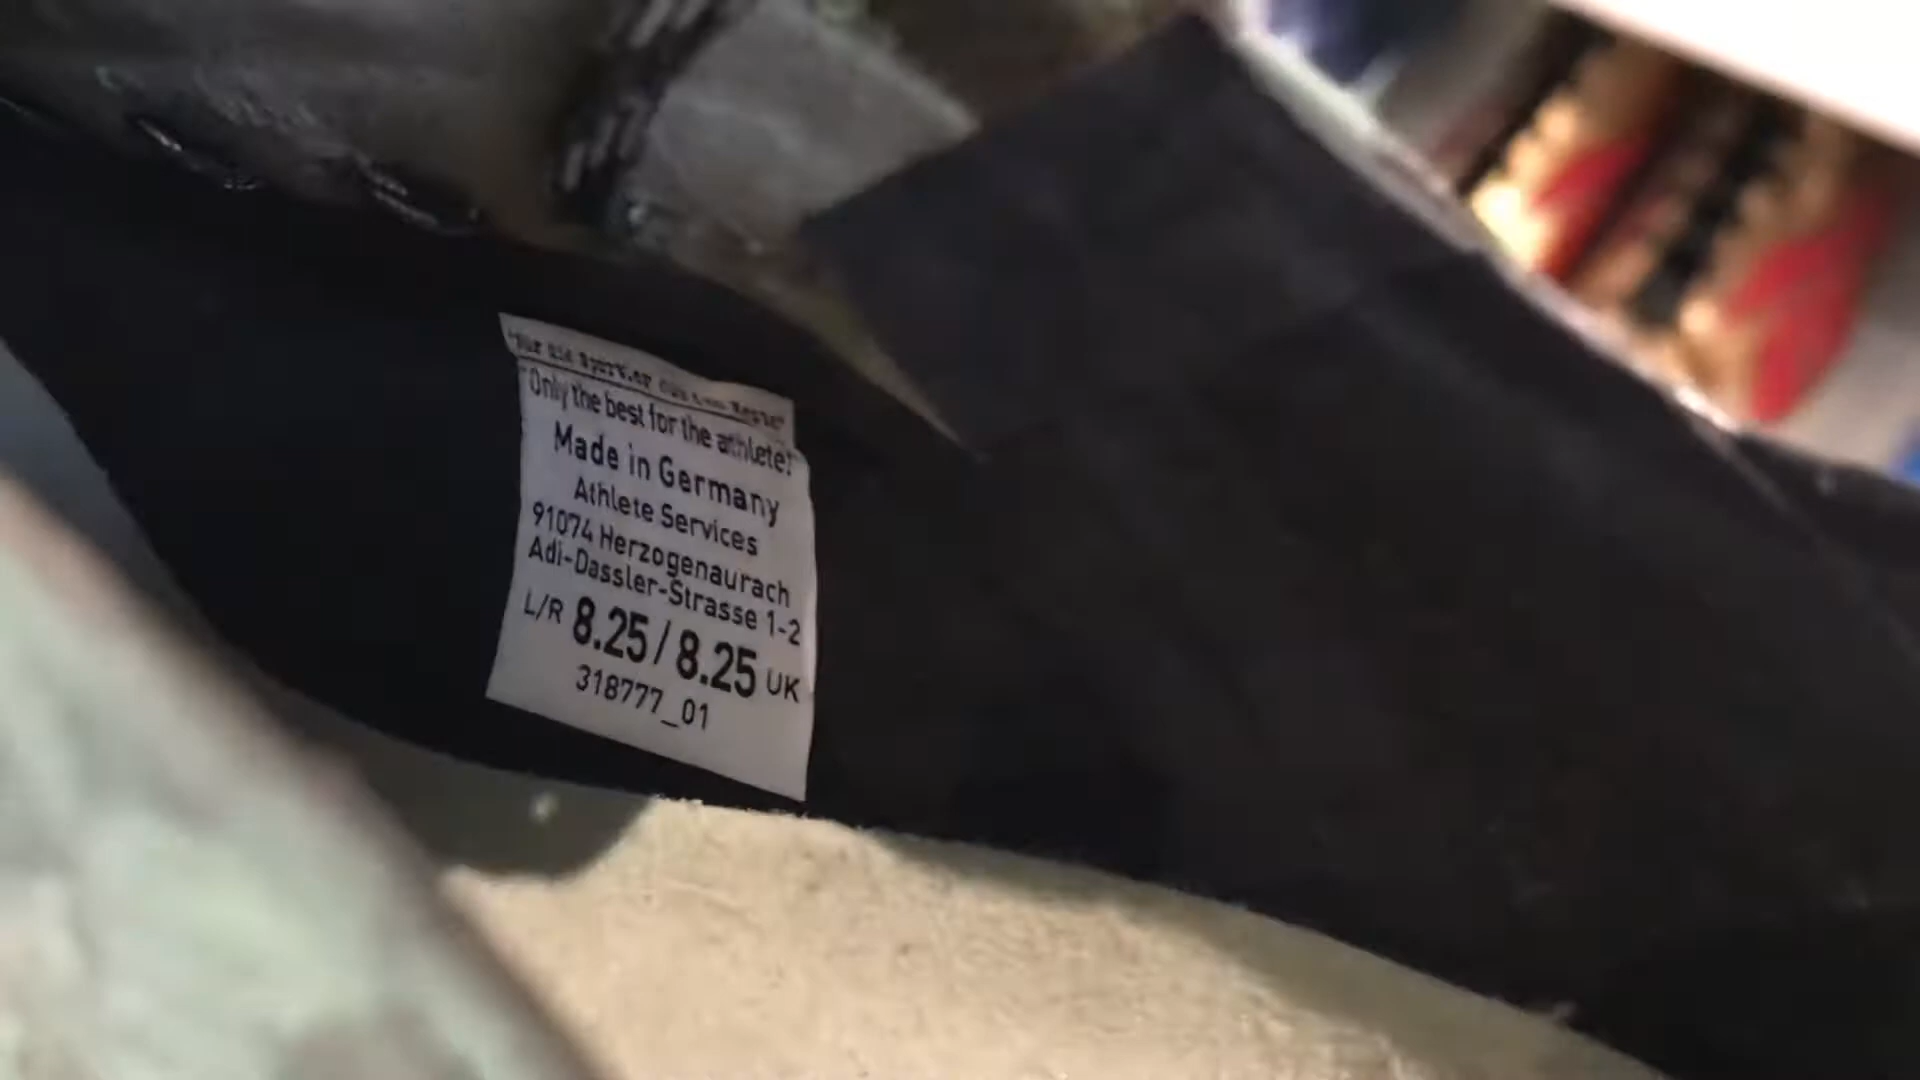 "Only the best for the athlete!"
Made in Germany
Athlete Services
91074 Herzogenaurach
Adi-Dassler-Strasse 1-2
L/R 8.25 / 8.25 UK
318777_01